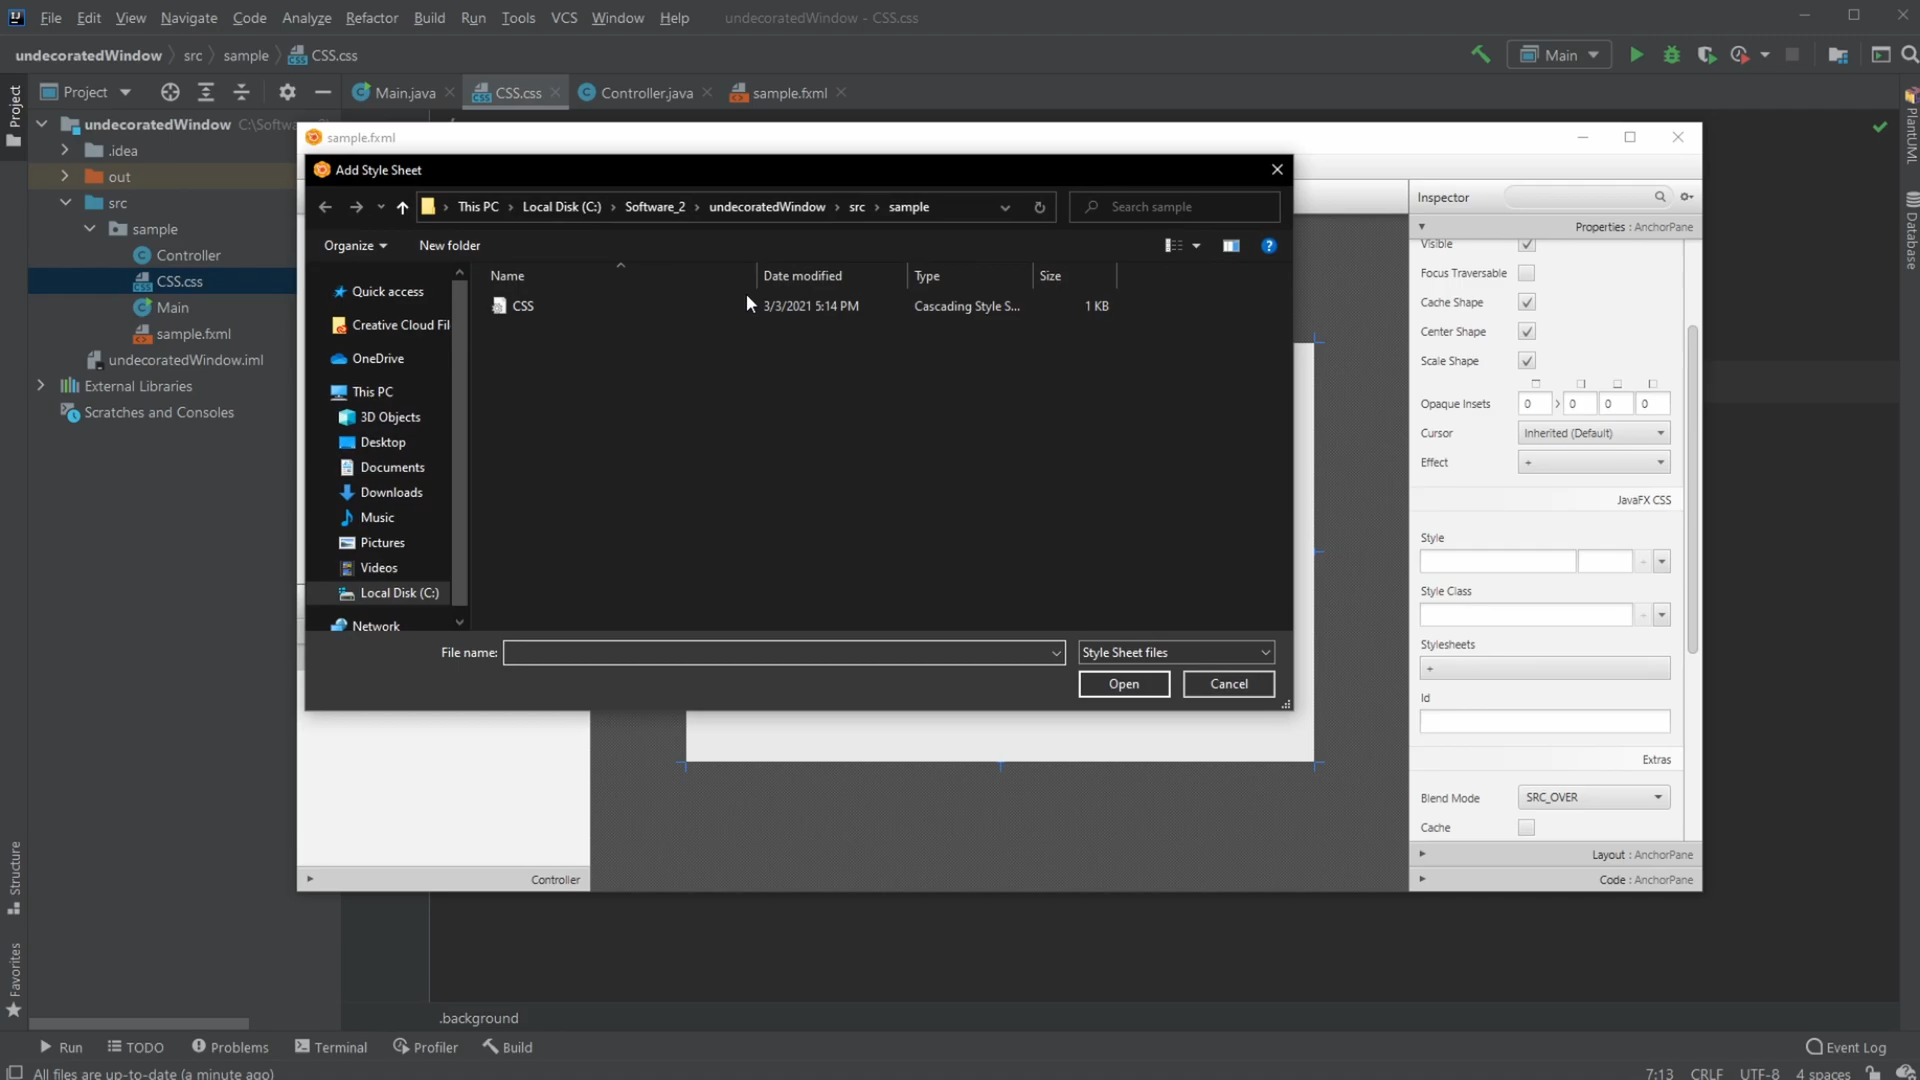 File Edit View Navigate Code Analyze Refactor Build Run Tools VCS Window Help undecoratedWindow - CSS.css
undecoratedWindow src sample CSS.css
Main
Project
Main.java CSS.css Controller.java sample.fxml
Project
undecoratedWindow C:\Softwa
.idea
out
src
sample
Controller
CSS.css
Main
sample.fxml
undecoratedWindow.iml
External Libraries
Scratches and Consoles
Structure
Favorites
PlantUML
Database
sample.fxml
Add Style Sheet
This PC Local Disk (C:) Software_2 undecoratedWindow src sample
Search sample
Organize New folder
Name Date modified Type Size
CSS 3/3/2021 5:14 PM Cascading Style S... 1 KB
Quick access
Creative Cloud Fil
OneDrive
This PC
3D Objects
Desktop
Documents
Downloads
Music
Pictures
Videos
Local Disk (C:)
Network
File name:
Style Sheet files
Open Cancel
Controller
Inspector
Properties : AnchorPane
Visible
Focus Traversable
Cache Shape
Center Shape
Scale Shape
Opaque Insets 0 0 0 0
Cursor Inherited (Default)
Effect +
JavaFX CSS
Style
Style Class
Stylesheets
+
Id
Extras
Blend Mode SRC_OVER
Cache
Layout : AnchorPane
Code : AnchorPane
.background
Run TODO Problems Terminal Profiler Build Event Log
All files are up-to-date (a minute ago) 7:13 CRLF UTF-8 4 spaces